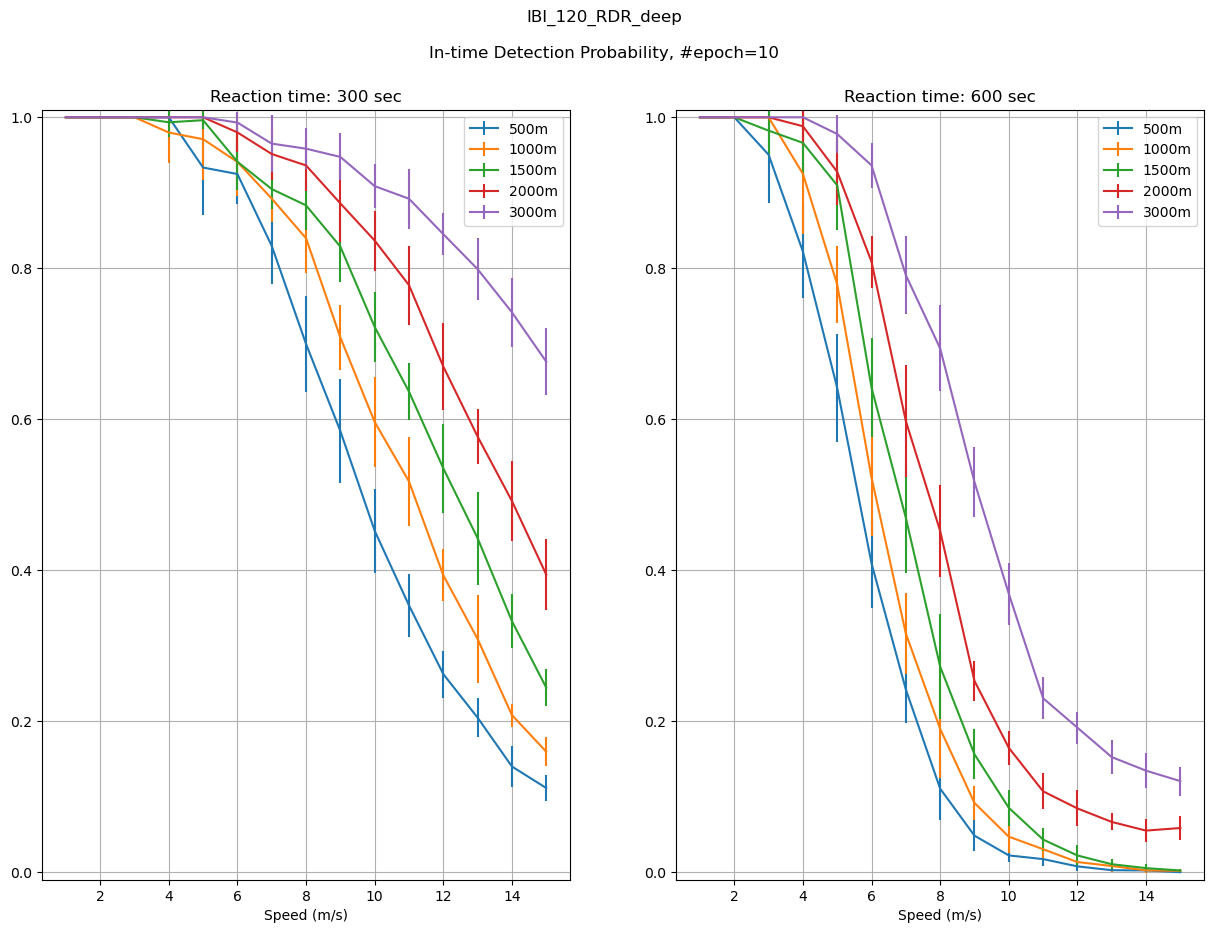 IBI_120_RDR_deep
In-time Detection Probability, #epoch=10
Reaction time: 300 sec
1.0
0.8
0.6
0.4
0.2
0.0
2 4 6 8 10 12 14
Speed (m/s)
500m
1000m
1500m
2000m
3000m
Reaction time: 600 sec
1.0
0.8
0.6
0.4
0.2
0.0
2 4 6 8 10 12 14
Speed (m/s)
500m
1000m
1500m
2000m
3000m